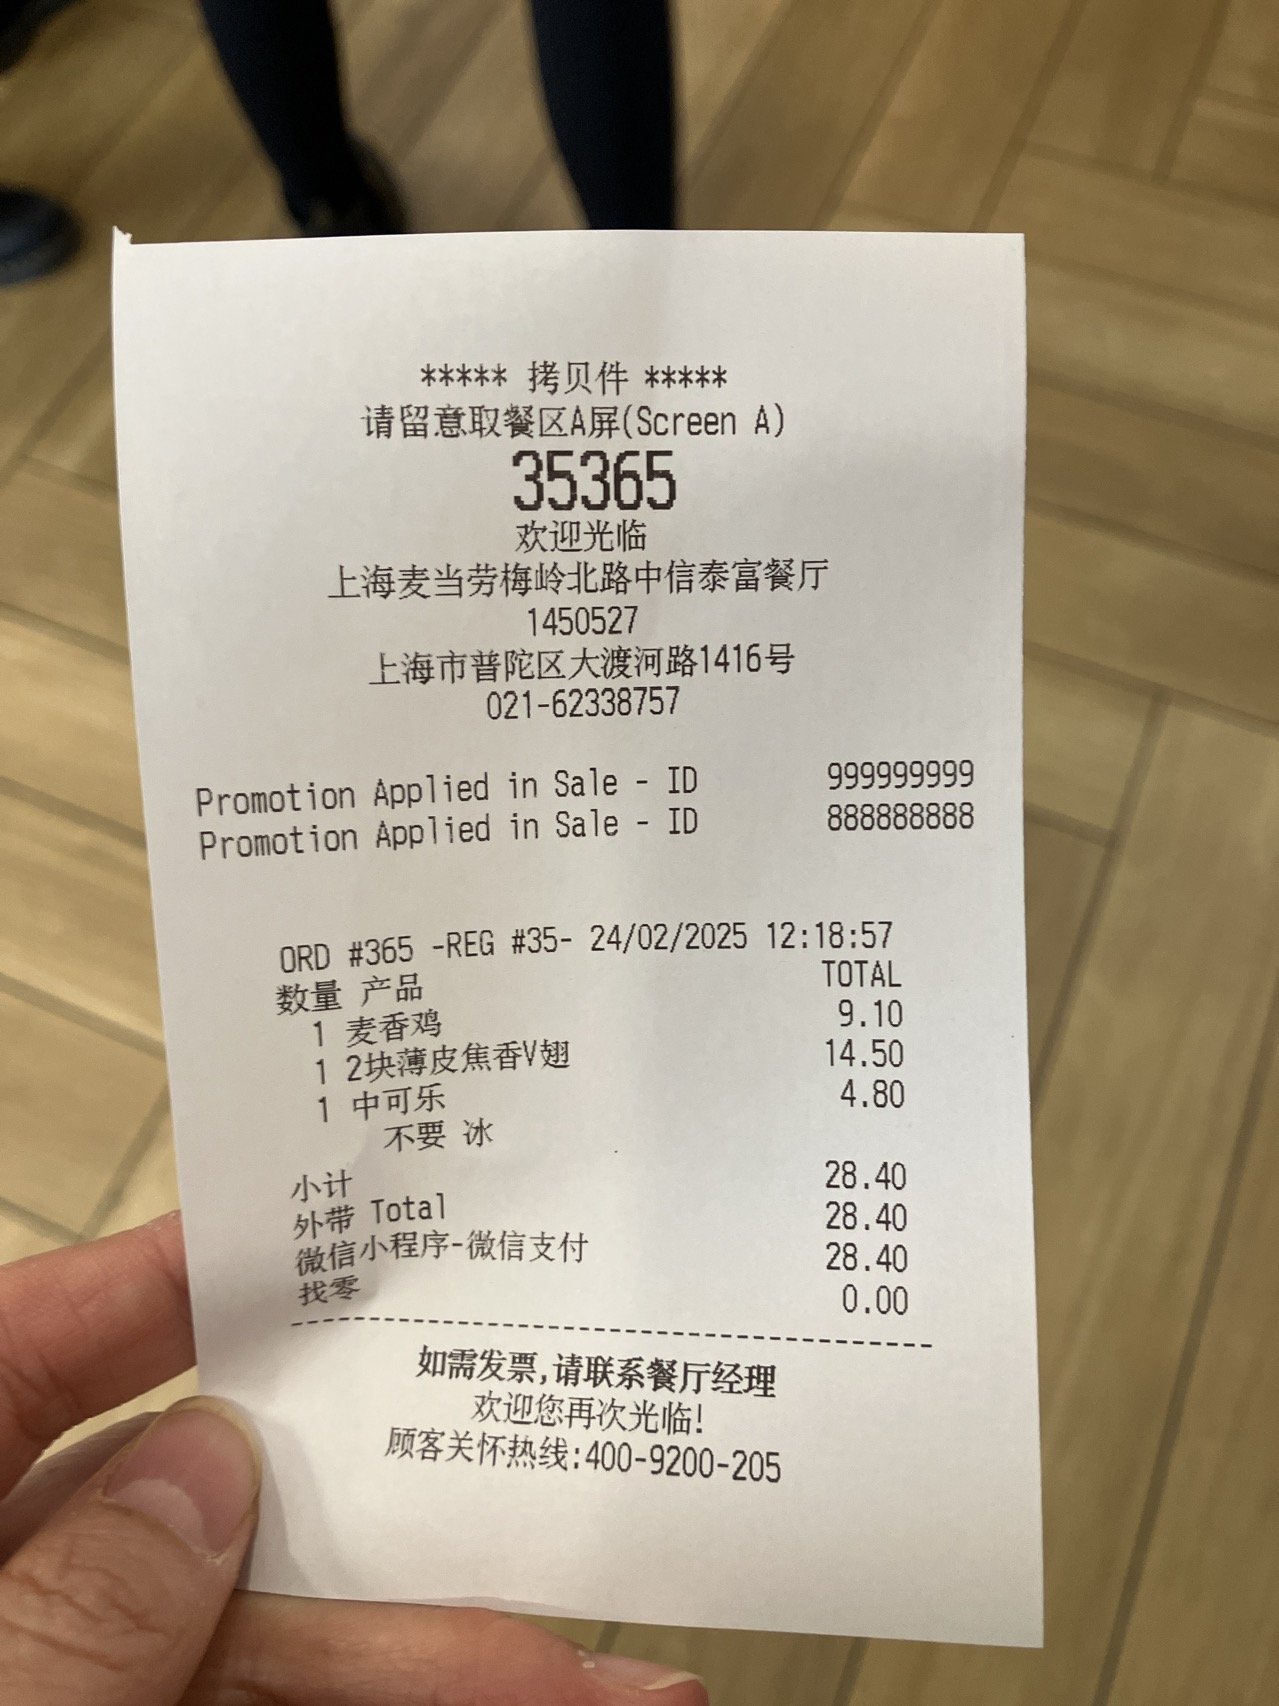 ***** 拷贝件 *****
请留意取餐区A屏(Screen A)
35365
欢迎光临
上海麦当劳梅岭北路中信泰富餐厅
1450527
上海市普陀区大渡河路1416号
021-62338757
Promotion Applied in Sale - ID 999999999
Promotion Applied in Sale - ID 888888888
ORD #365 -REG #35- 24/02/2025 12:18:57
数量 产品 TOTAL
1 麦香鸡 9.10
1 2块薄皮焦香V翅 14.50
1 中可乐 4.80
不要 冰
小计 28.40
外带 Total 28.40
微信小程序-微信支付 28.40
找零 0.00
--------------------------------------
如需发票,请联系餐厅经理
欢迎您再次光临!
顾客关怀热线:400-9200-205